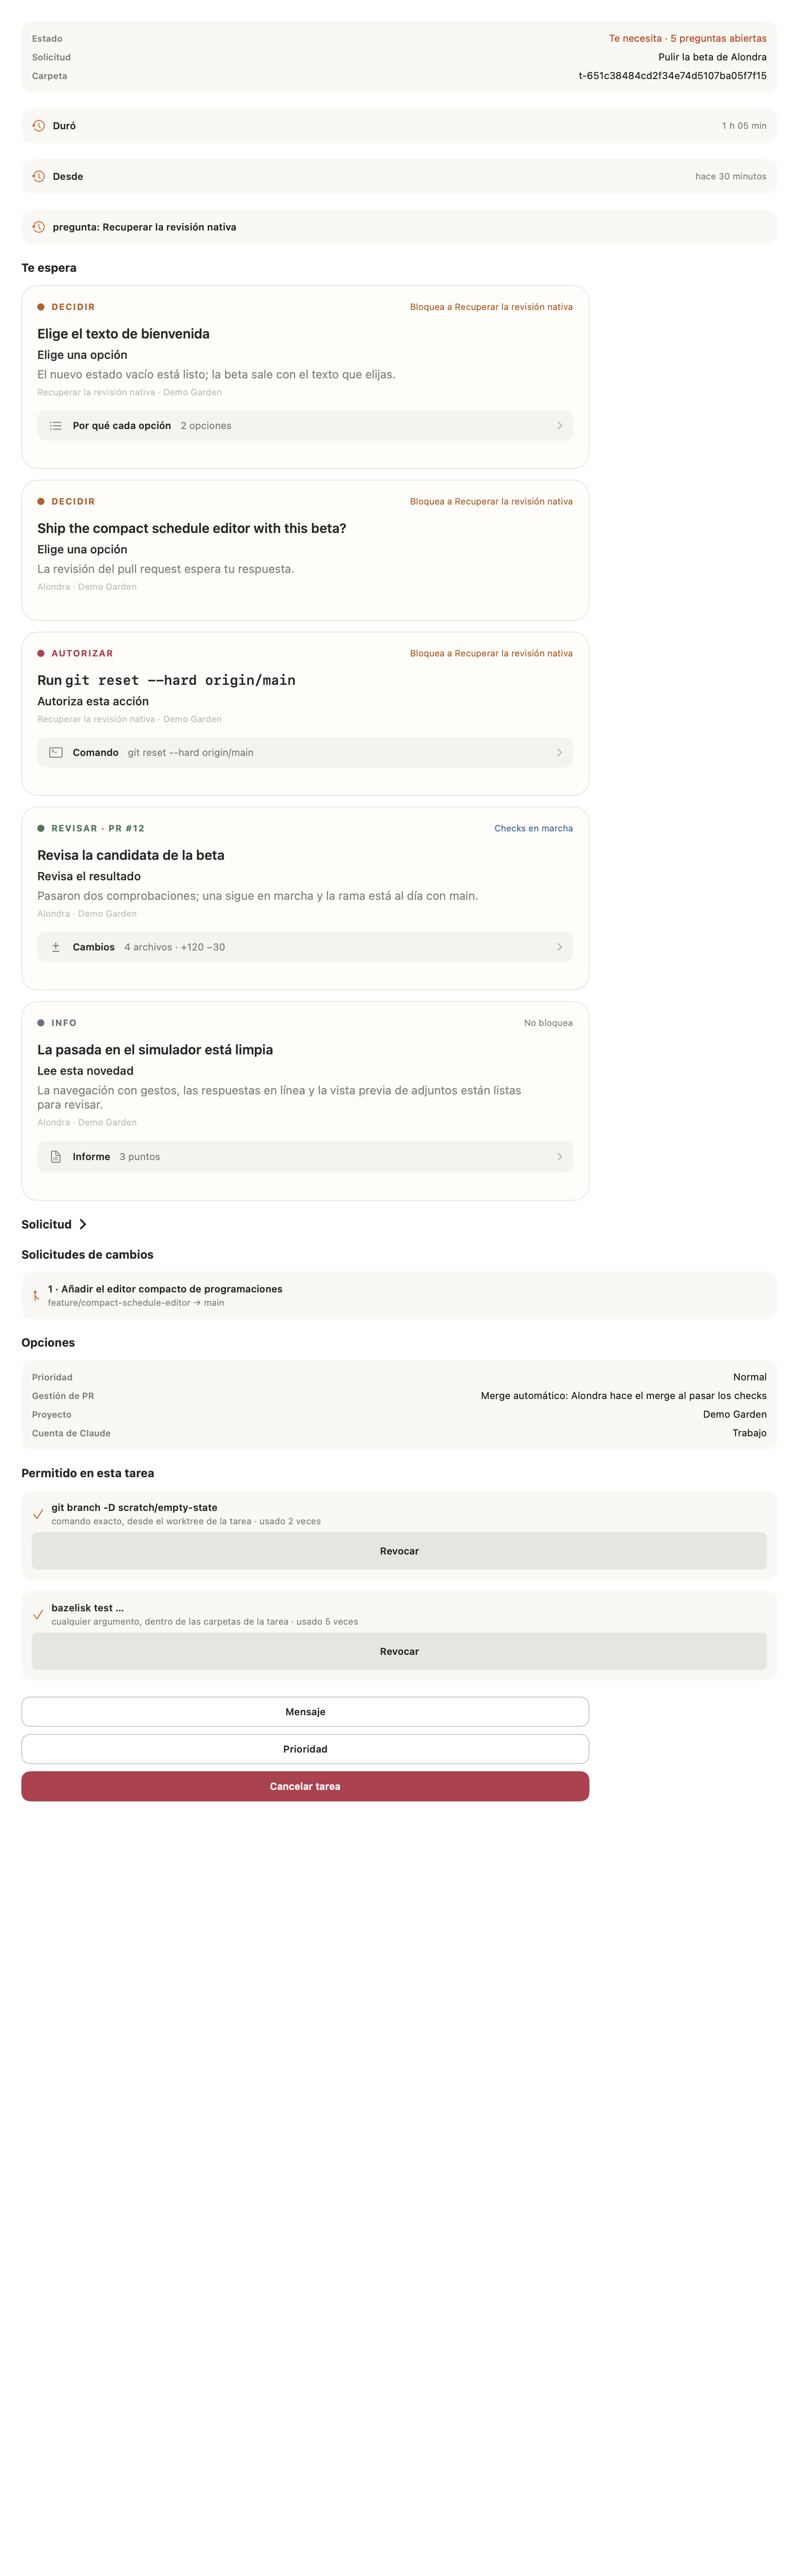 Estado
Te necesita · 5 preguntas abiertas
Solicitud
Pulir la beta de Alondra
Carpeta
t-651c38484cd2f34e74d5107ba05f7f15
Duró
1 h 05 min
Desde
hace 30 minutos
pregunta: Recuperar la revisión nativa
Te espera
DECIDIR
Bloquea a Recuperar la revisión nativa
Elige el texto de bienvenida
Elige una opción
El nuevo estado vacío está listo; la beta sale con el texto que elijas.
Recuperar la revisión nativa · Demo Garden
Por qué cada opción 2 opciones
DECIDIR
Bloquea a Recuperar la revisión nativa
Ship the compact schedule editor with this beta?
Elige una opción
La revisión del pull request espera tu respuesta.
Alondra · Demo Garden
AUTORIZAR
Bloquea a Recuperar la revisión nativa
Run git reset --hard origin/main
Autoriza esta acción
Recuperar la revisión nativa · Demo Garden
Comando git reset --hard origin/main
REVISAR · PR #12
Checks en marcha
Revisa la candidata de la beta
Revisa el resultado
Pasaron dos comprobaciones; una sigue en marcha y la rama está al día con main.
Alondra · Demo Garden
Cambios 4 archivos · +120 −30
INFO
No bloquea
La pasada en el simulador está limpia
Lee esta novedad
La navegación con gestos, las respuestas en línea y la vista previa de adjuntos están listas
para revisar.
Alondra · Demo Garden
Informe 3 puntos
Solicitud
Solicitudes de cambios
1 · Añadir el editor compacto de programaciones
feature/compact-schedule-editor → main
Opciones
Prioridad
Normal
Gestión de PR
Merge automático: Alondra hace el merge al pasar los checks
Proyecto
Demo Garden
Cuenta de Claude
Trabajo
Permitido en esta tarea
git branch -D scratch/empty-state
comando exacto, desde el worktree de la tarea · usado 2 veces
Revocar
bazelisk test ...
cualquier argumento, dentro de las carpetas de la tarea · usado 5 veces
Revocar
Mensaje
Prioridad
Cancelar tarea